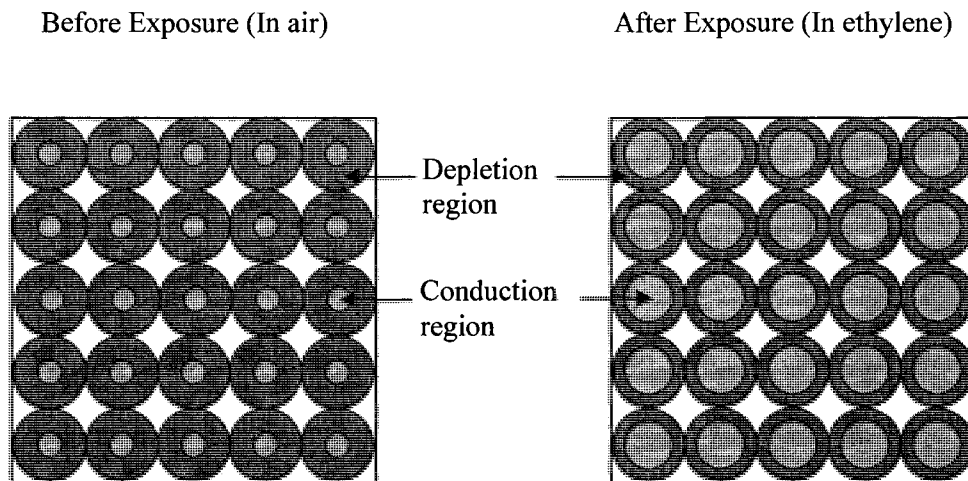 Before Exposure (In air)
After Exposure (In ethylene)
Depletion
region
Conduction
region